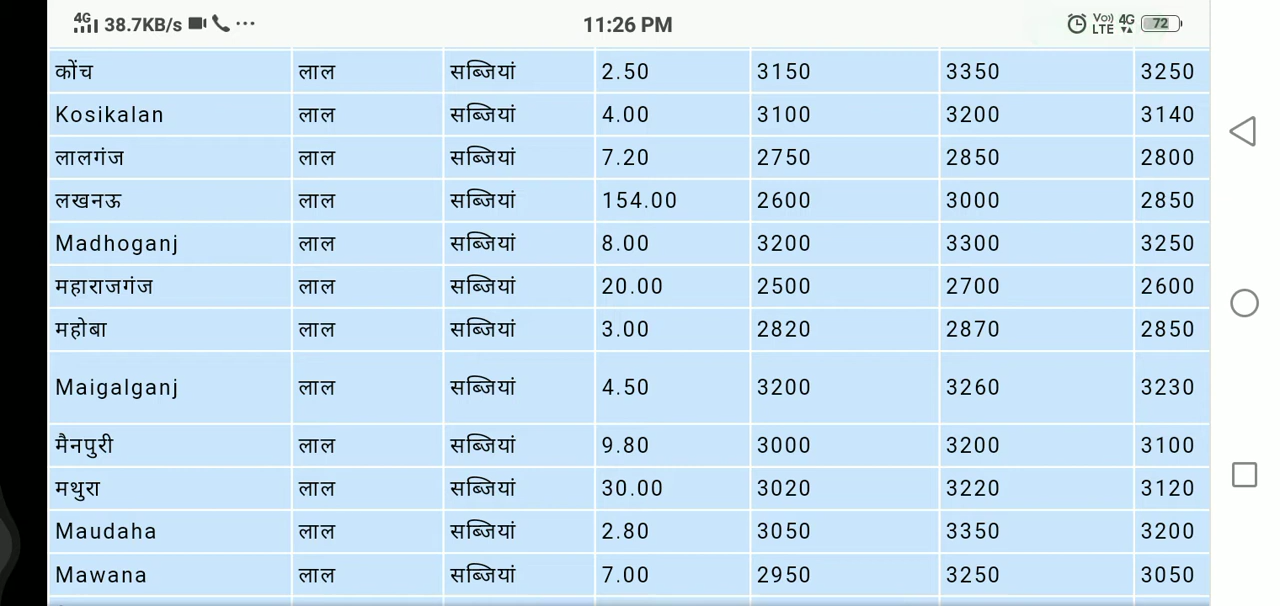 4G 38.7KB/s ... 11:26 PM Vo) LTE 4G 72
कोंच लाल सब्जियां 2.50 3150 3350 3250
Kosikalan लाल सब्जियां 4.00 3100 3200 3140
लालगंज लाल सब्जियां 7.20 2750 2850 2800
लखनऊ लाल सब्जियां 154.00 2600 3000 2850
Madhoganj लाल सब्जियां 8.00 3200 3300 3250
महाराजगंज लाल सब्जियां 20.00 2500 2700 2600
महोबा लाल सब्जियां 3.00 2820 2870 2850
Maigalganj लाल सब्जियां 4.50 3200 3260 3230
मैनपुरी लाल सब्जियां 9.80 3000 3200 3100
मथुरा लाल सब्जियां 30.00 3020 3220 3120
Maudaha लाल सब्जियां 2.80 3050 3350 3200
Mawana लाल सब्जियां 7.00 2950 3250 3050